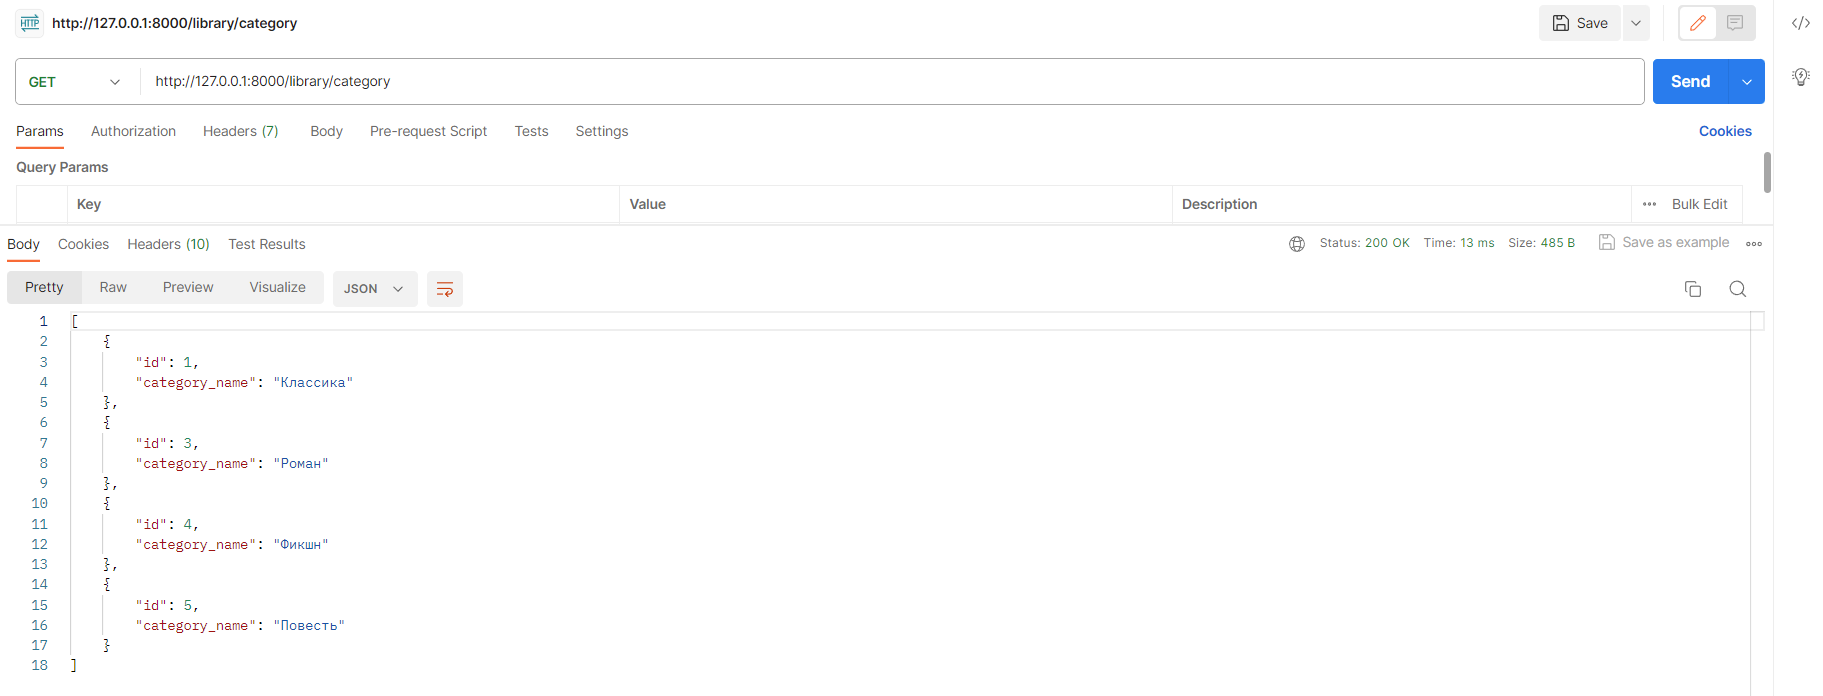 HTTP http://127.0.0.1:8000/library/category Save
GET http://127.0.0.1:8000/library/category Send
Params Authorization Headers (7) Body Pre-request Script Tests Settings Cookies
Query Params
Key Value Description ••• Bulk Edit
Body Cookies Headers (10) Test Results Status: 200 OK Time: 13 ms Size: 485 B Save as example
Pretty Raw Preview Visualize JSON
1 [
2 {
3 "id": 1,
4 "category_name": "Классика"
5 },
6 {
7 "id": 3,
8 "category_name": "Роман"
9 },
10 {
11 "id": 4,
12 "category_name": "Фикшн"
13 },
14 {
15 "id": 5,
16 "category_name": "Повесть"
17 }
18 ]